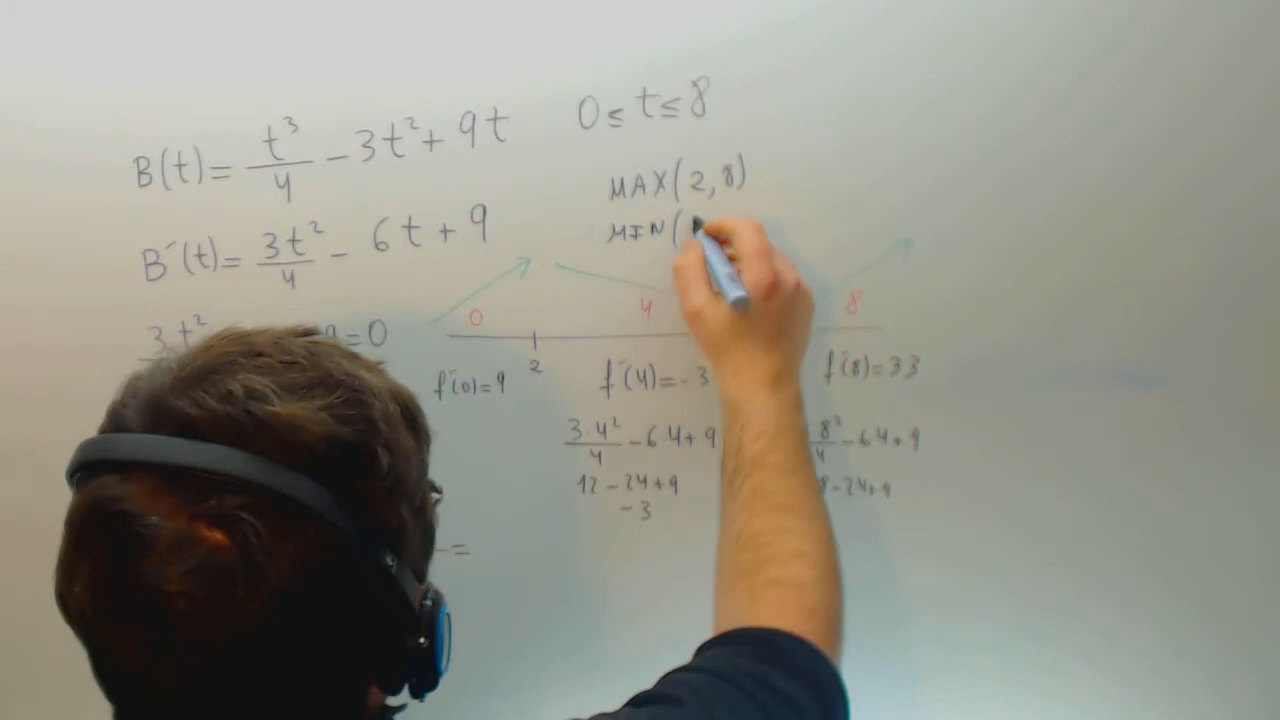 B(t)= t³/4 - 3t² + 9t
0 ≤ t ≤ 8
MAX(2,8)
MIN(
B´(t)= 3t²/4 - 6t + 9
3t² 9=0
0 4 8
2
f´(0)=9
f´(4)=-3
f´(8)=33
3·4²/4 - 6·4+9
12 - 24+9
-3
8²/4 - 6·4+9
8 - 24+9
=